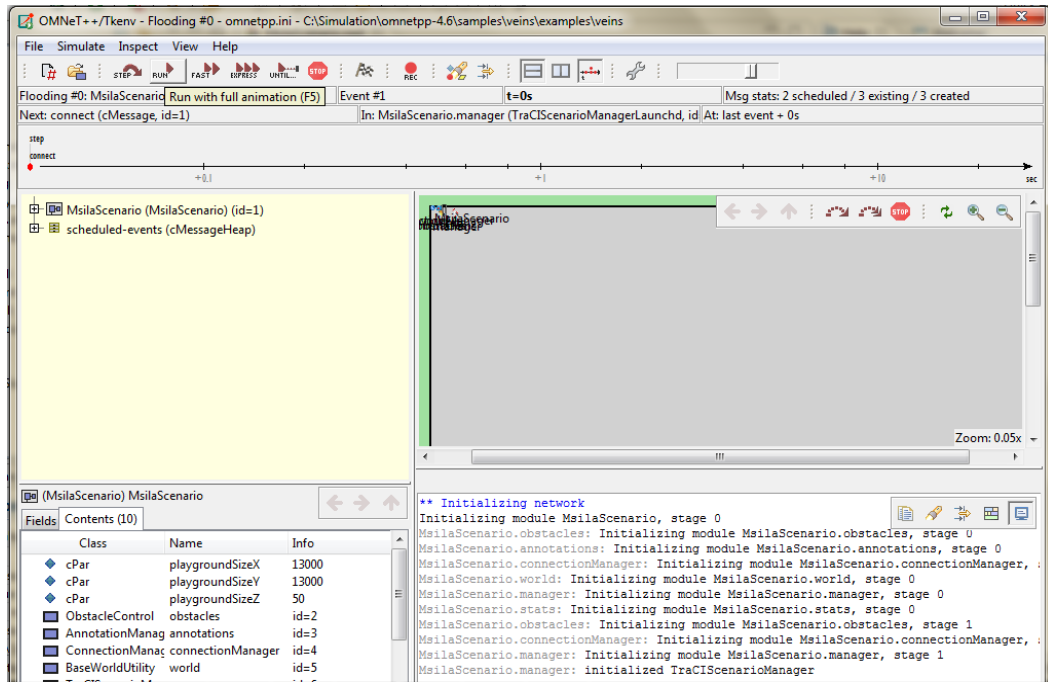 OMNeT++/Tkenv - Flooding #0 - omnetpp.ini - C:\Simulation\omnetpp-4.6\samples\veins\examples\veins
File Simulate Inspect View Help
STEP RUN FAST EXPRESS UNTIL... STOP REC
Flooding #0: MsilaScenario Event #1 t=0s Msg stats: 2 scheduled / 3 existing / 3 created
Run with full animation (F5)
Next: connect (cMessage, id=1) In: MsilaScenario.manager (TraCIScenarioManagerLaunchd, id At: last event + 0s
step
connect
+0.1 +1 +10 sec
MsilaScenario (MsilaScenario) (id=1)
scheduled-events (cMessageHeap)
MsilaScenario
STOP
Zoom: 0.05x
(MsilaScenario) MsilaScenario
Fields Contents (10)
Class Name Info
cPar playgroundSizeX 13000
cPar playgroundSizeY 13000
cPar playgroundSizeZ 50
ObstacleControl obstacles id=2
AnnotationManag annotations id=3
ConnectionManag connectionManager id=4
BaseWorldUtility world id=5
** Initializing network
Initializing module MsilaScenario, stage 0
MsilaScenario.obstacles: Initializing module MsilaScenario.obstacles, stage 0
MsilaScenario.annotations: Initializing module MsilaScenario.annotations, stage 0
MsilaScenario.connectionManager: Initializing module MsilaScenario.connectionManager,
MsilaScenario.world: Initializing module MsilaScenario.world, stage 0
MsilaScenario.manager: Initializing module MsilaScenario.manager, stage 0
MsilaScenario.stats: Initializing module MsilaScenario.stats, stage 0
MsilaScenario.obstacles: Initializing module MsilaScenario.obstacles, stage 1
MsilaScenario.connectionManager: Initializing module MsilaScenario.connectionManager,
MsilaScenario.manager: Initializing module MsilaScenario.manager, stage 1
MsilaScenario.manager: initialized TraCIScenarioManager